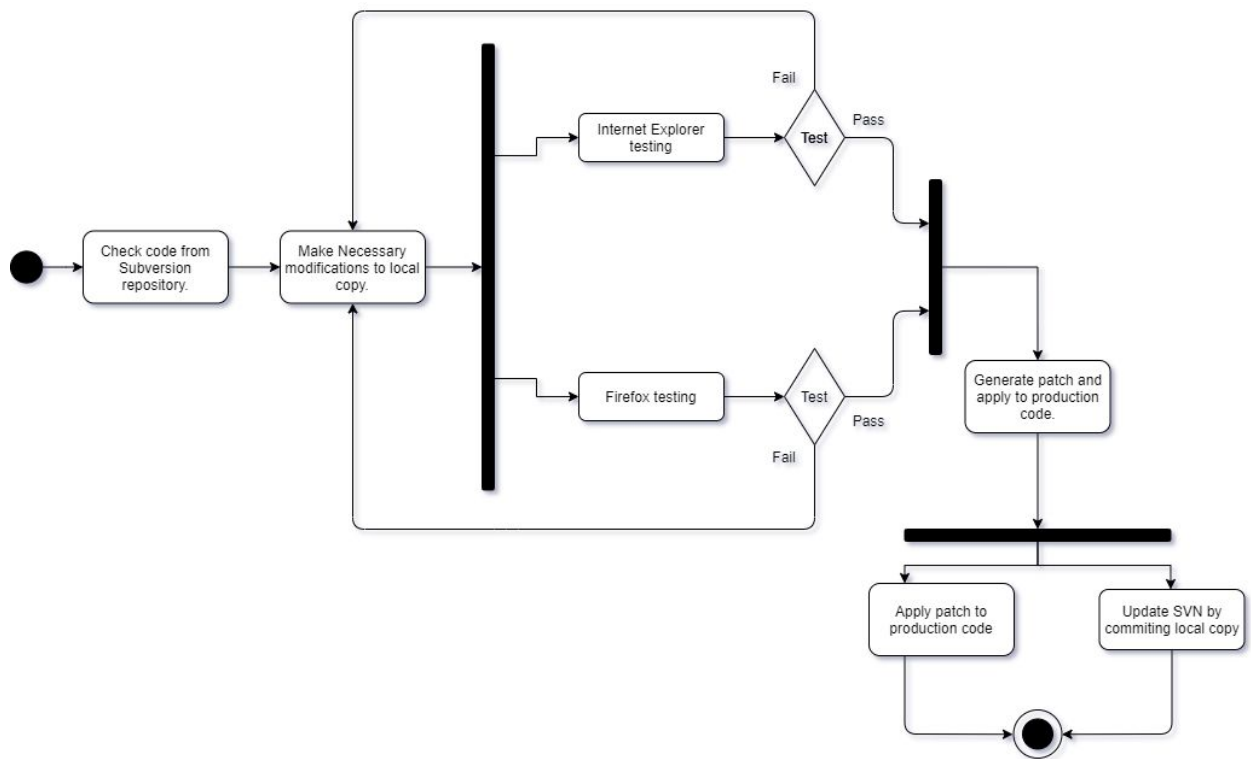 Fail
Internet Explorer
testing
Test
Pass
Check code from
Subversion
repository.
Make Necessary
modifications to local
copy.
Firefox testing
Test
Pass
Fail
Generate patch and
apply to production
code.
Apply patch to
production code
Update SVN by
commiting local copy